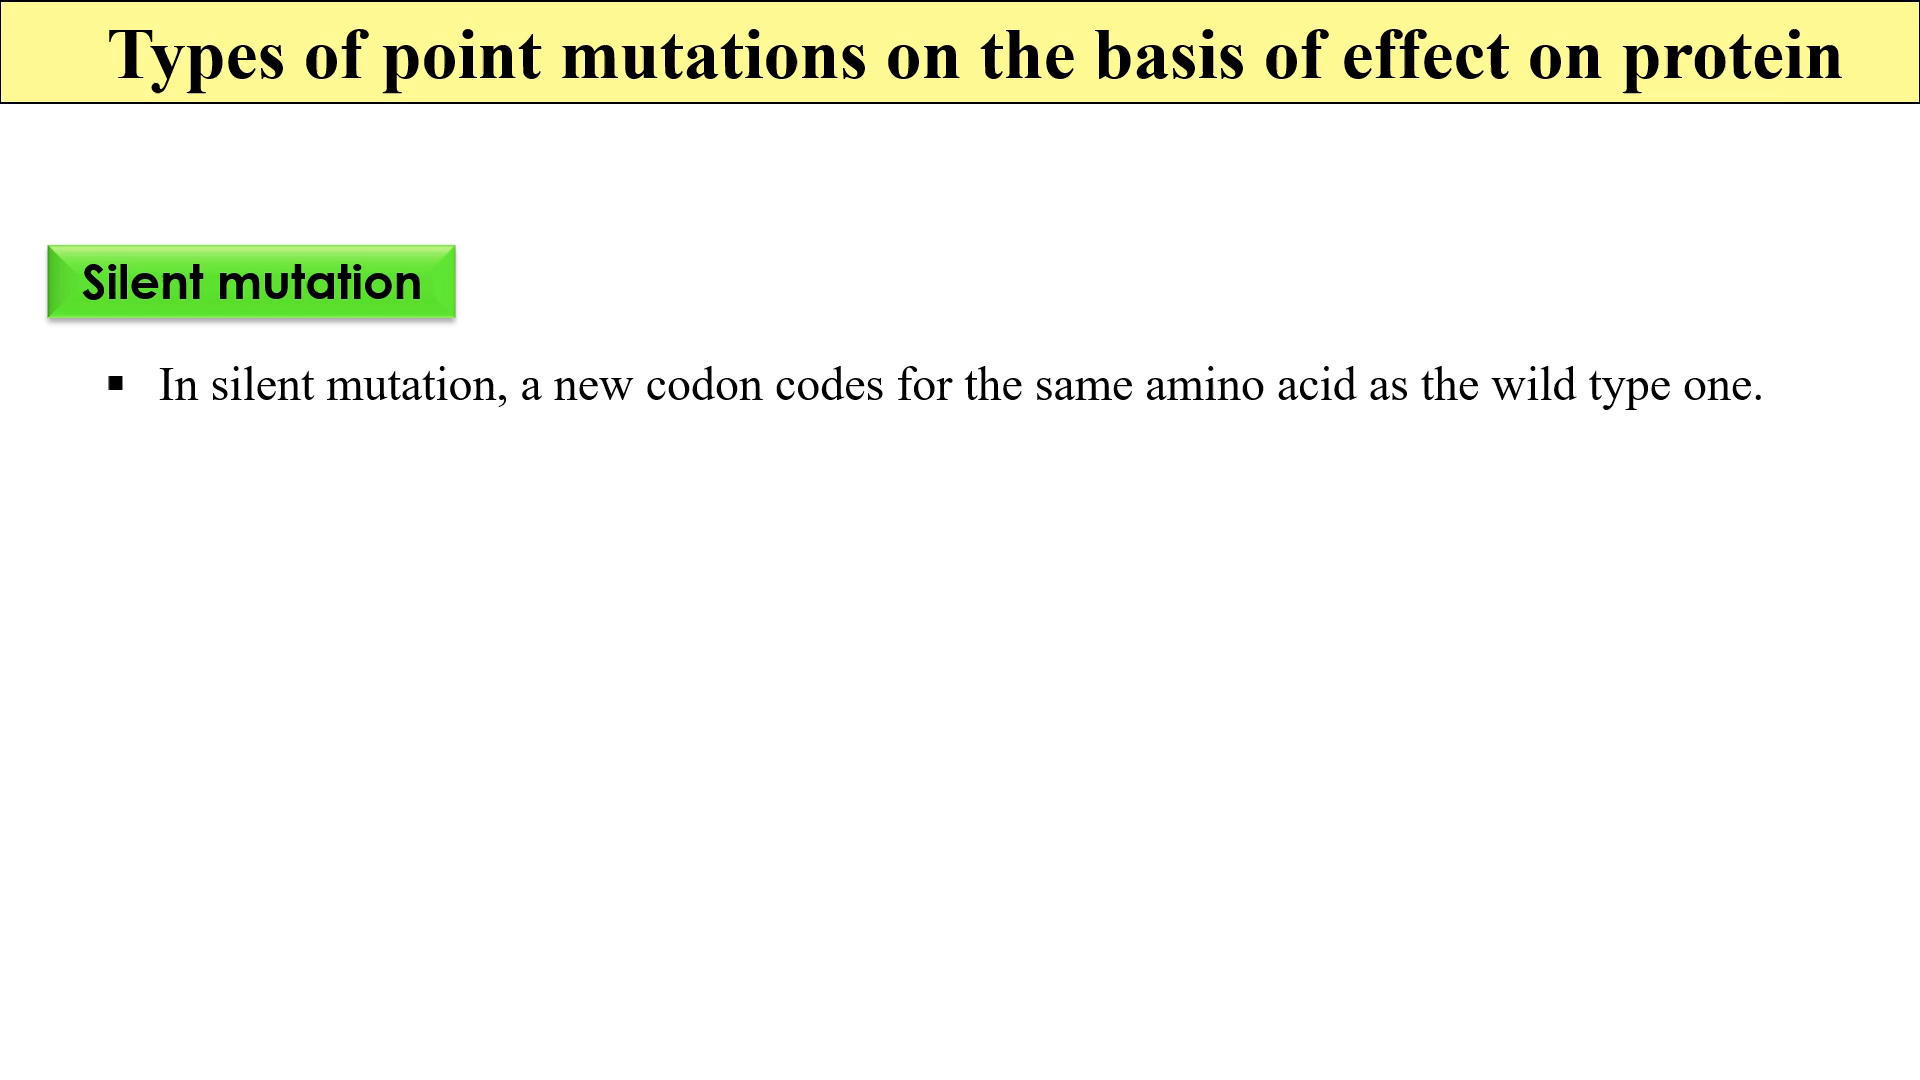 Types of point mutations on the basis of effect on protein
Silent mutation
▪ In silent mutation, a new codon codes for the same amino acid as the wild type one.